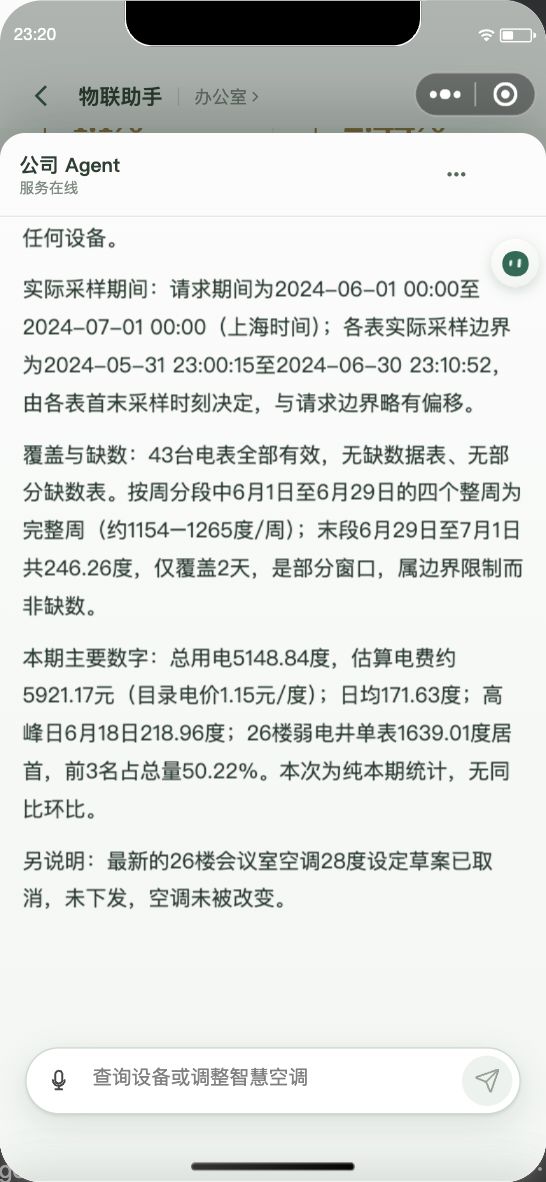 23:20
物联助手 办公室 >
公司 Agent
服务在线
任何设备。
实际采样期间：请求期间为2024-06-01 00:00至
2024-07-01 00:00（上海时间）；各表实际采样边界
为2024-05-31 23:00:15至2024-06-30 23:10:52，
由各表首末采样时刻决定，与请求边界略有偏移。
覆盖与缺数：43台电表全部有效，无缺数据表、无部
分缺数表。按周分段中6月1日至6月29日的四个整周为
完整周（约1154—1265度/周）；末段6月29日至7月1日
共246.26度，仅覆盖2天，是部分窗口，属边界限制而
非缺数。
本期主要数字：总用电5148.84度，估算电费约
5921.17元（目录电价1.15元/度）；日均171.63度；高
峰日6月18日218.96度；26楼弱电井单表1639.01度居
首，前3名占总量50.22%。本次为纯本期统计，无同
比环比。
另说明：最新的26楼会议室空调28度设定草案已取
消，未下发，空调未被改变。
查询设备或调整智慧空调